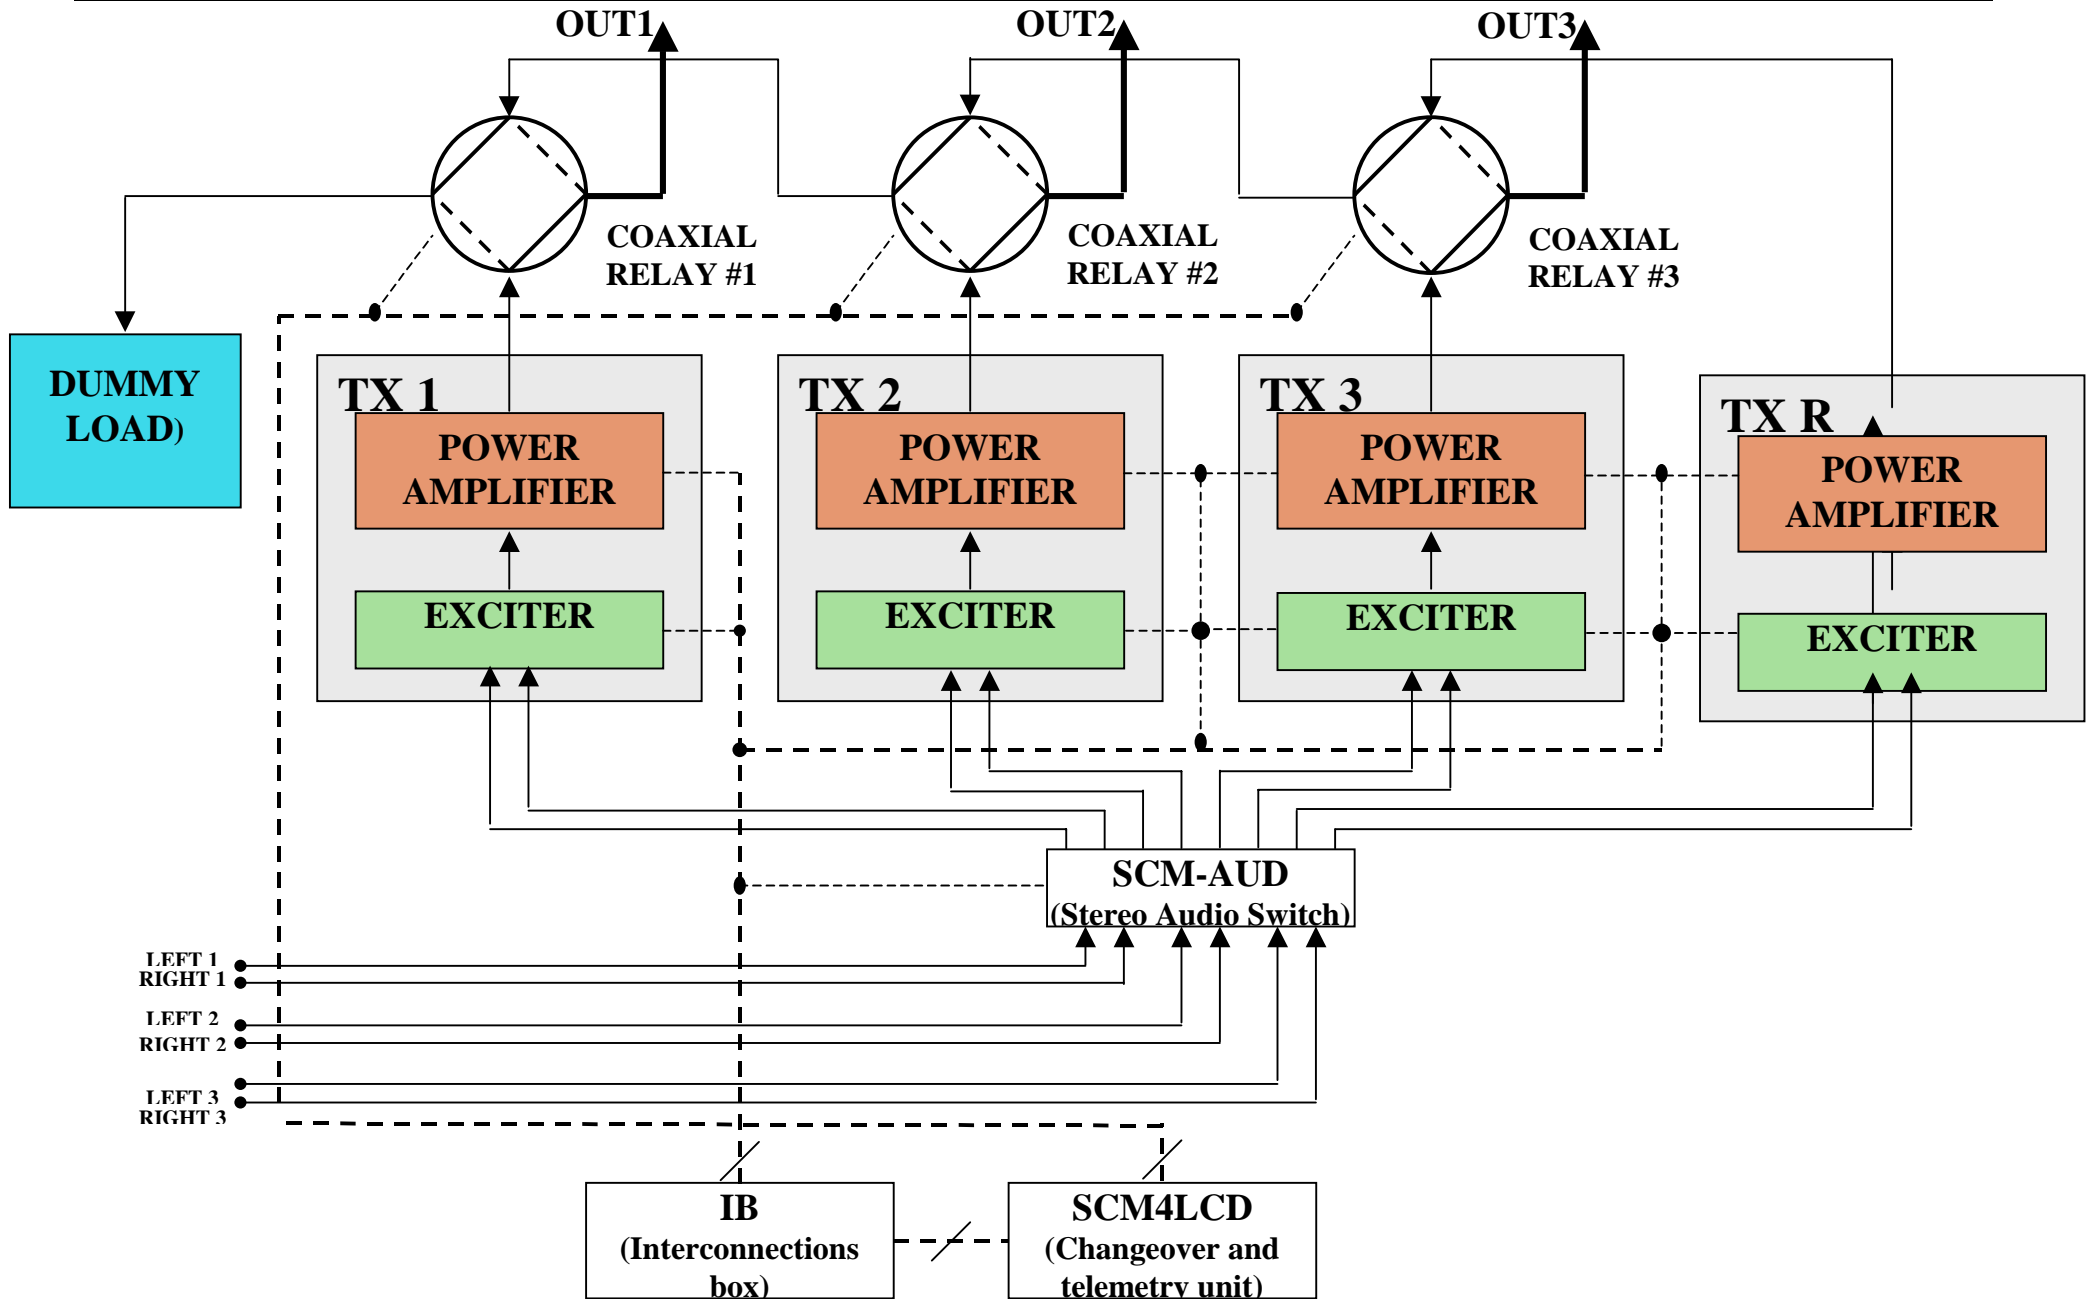 OUT1
OUT2
OUT3
COAXIAL
RELAY #1
COAXIAL
RELAY #2
COAXIAL
RELAY #3
DUMMY
LOAD)
TX 1
POWER
AMPLIFIER
EXCITER
TX 2
POWER
AMPLIFIER
EXCITER
TX 3
POWER
AMPLIFIER
EXCITER
TX R
POWER
AMPLIFIER
EXCITER
SCM-AUD
(Stereo Audio Switch)
LEFT 1
RIGHT 1
LEFT 2
RIGHT 2
LEFT 3
RIGHT 3
IB
(Interconnections
box)
SCM4LCD
(Changeover and
telemetry unit)